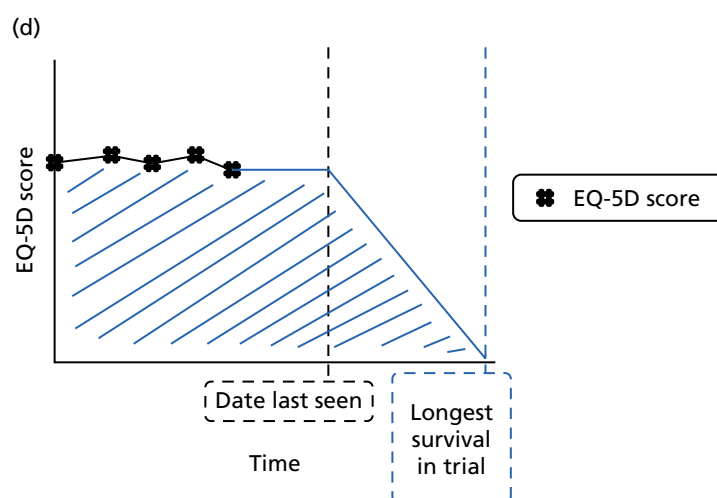 (d)
EQ-5D score
EQ-5D score
Date last seen
Longest
survival
in trial
Time